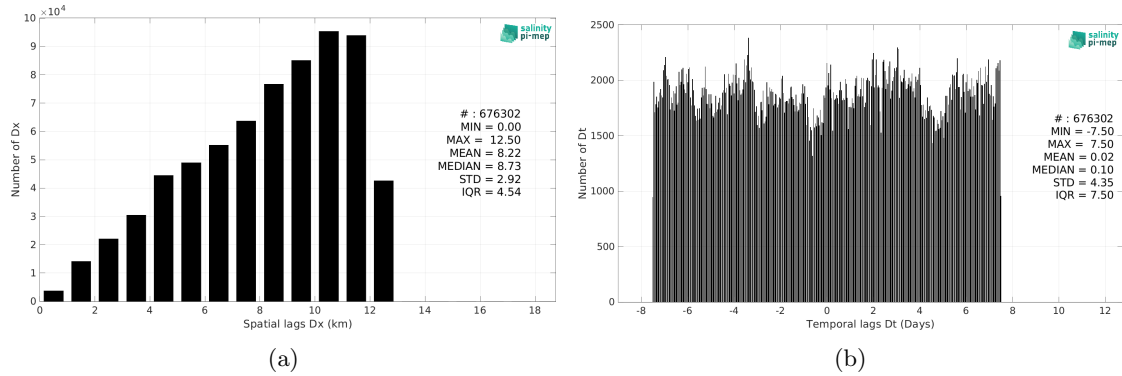 10 ×10⁴
9
8
7
6
5
4
3
2
1
0
Number of Dx
0 2 4 6 8 10 12 14 16 18
Spatial lags Dx (km)
salinity
pi-mep
# : 676302
MIN = 0.00
MAX = 12.50
MEAN = 8.22
MEDIAN = 8.73
STD = 2.92
IQR = 4.54
(a)
2500
2000
1500
1000
500
0
Number of Dt
-8 -6 -4 -2 0 2 4 6 8 10 12
Temporal lags Dt (Days)
salinity
pi-mep
# : 676302
MIN = -7.50
MAX = 7.50
MEAN = 0.02
MEDIAN = 0.10
STD = 4.35
IQR = 7.50
(b)